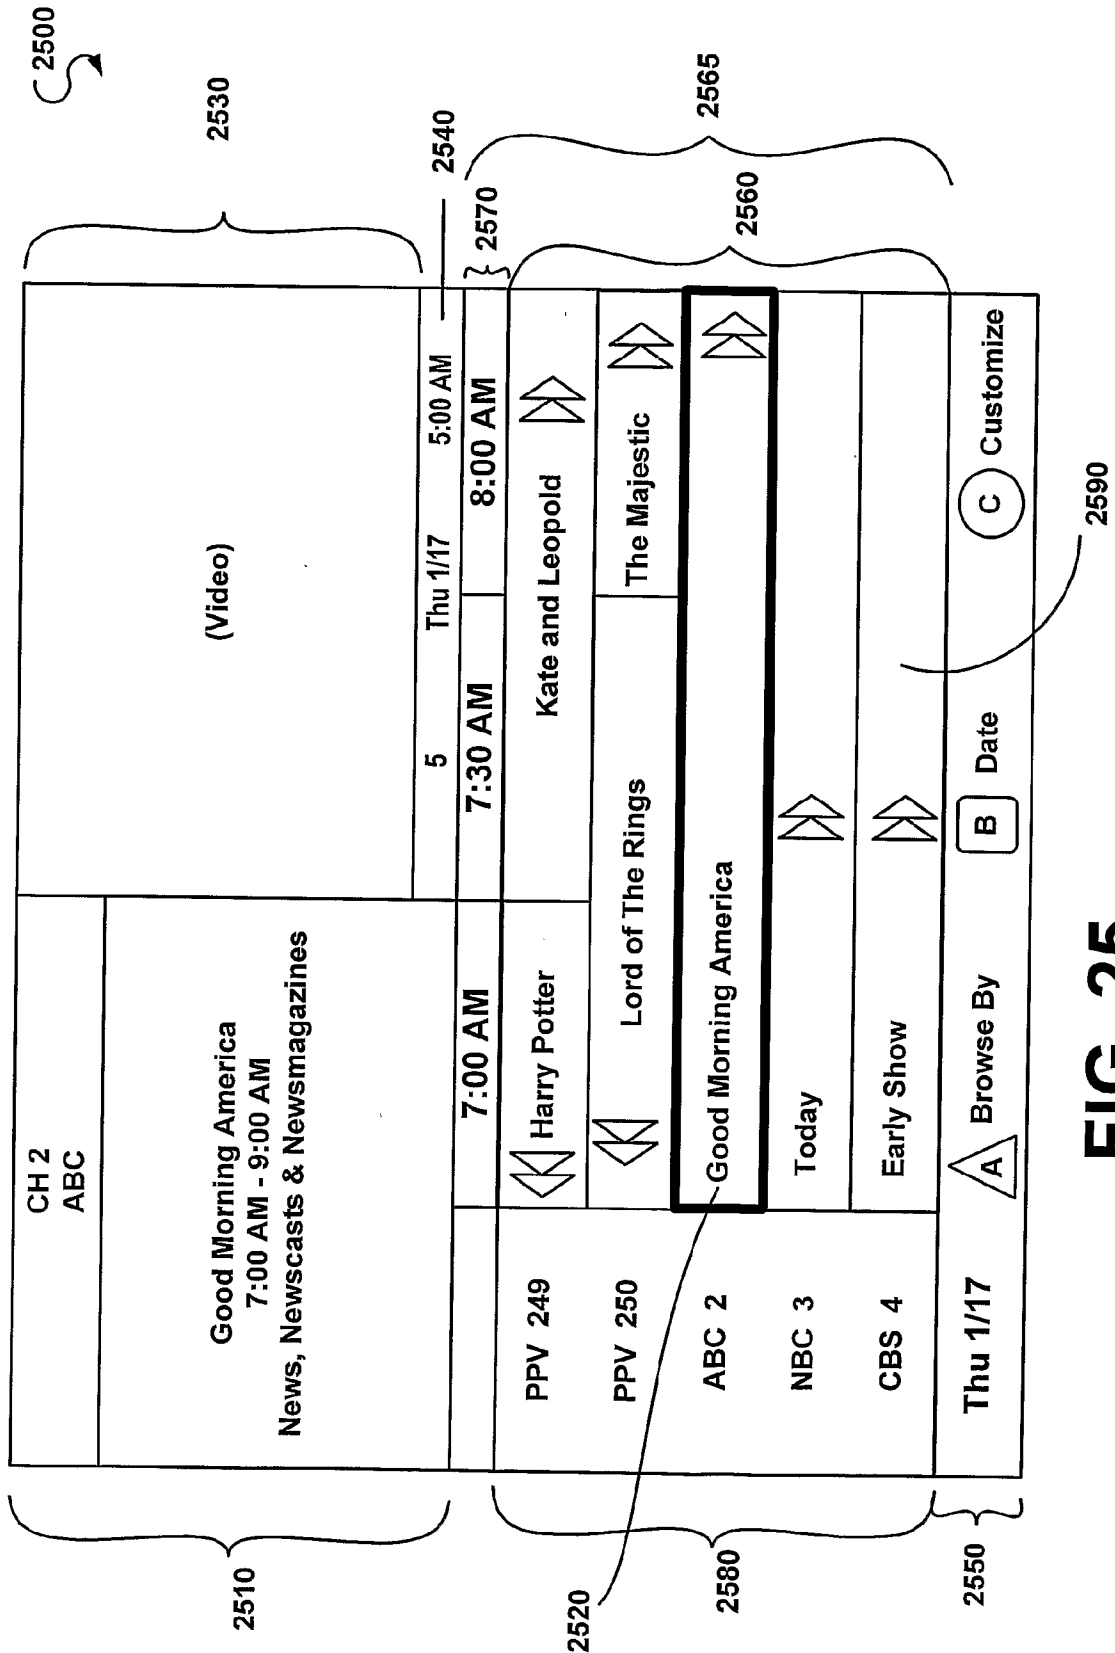 2500
2530
2540
2570
2565
2560
CH 2
ABC
Good Morning America
7:00 AM - 9:00 AM
News, Newscasts & Newsmagazines
(Video)
5 Thu 1/17 5:00 AM
7:00 AM 7:30 AM 8:00 AM
PPV 249 Harry Potter Kate and Leopold
PPV 250 Lord of The Rings The Majestic
ABC 2 Good Morning America
NBC 3 Today
CBS 4 Early Show
Thu 1/17 A Browse By B Date C Customize
2510
2520
2580
2550
2590
FIG. 25